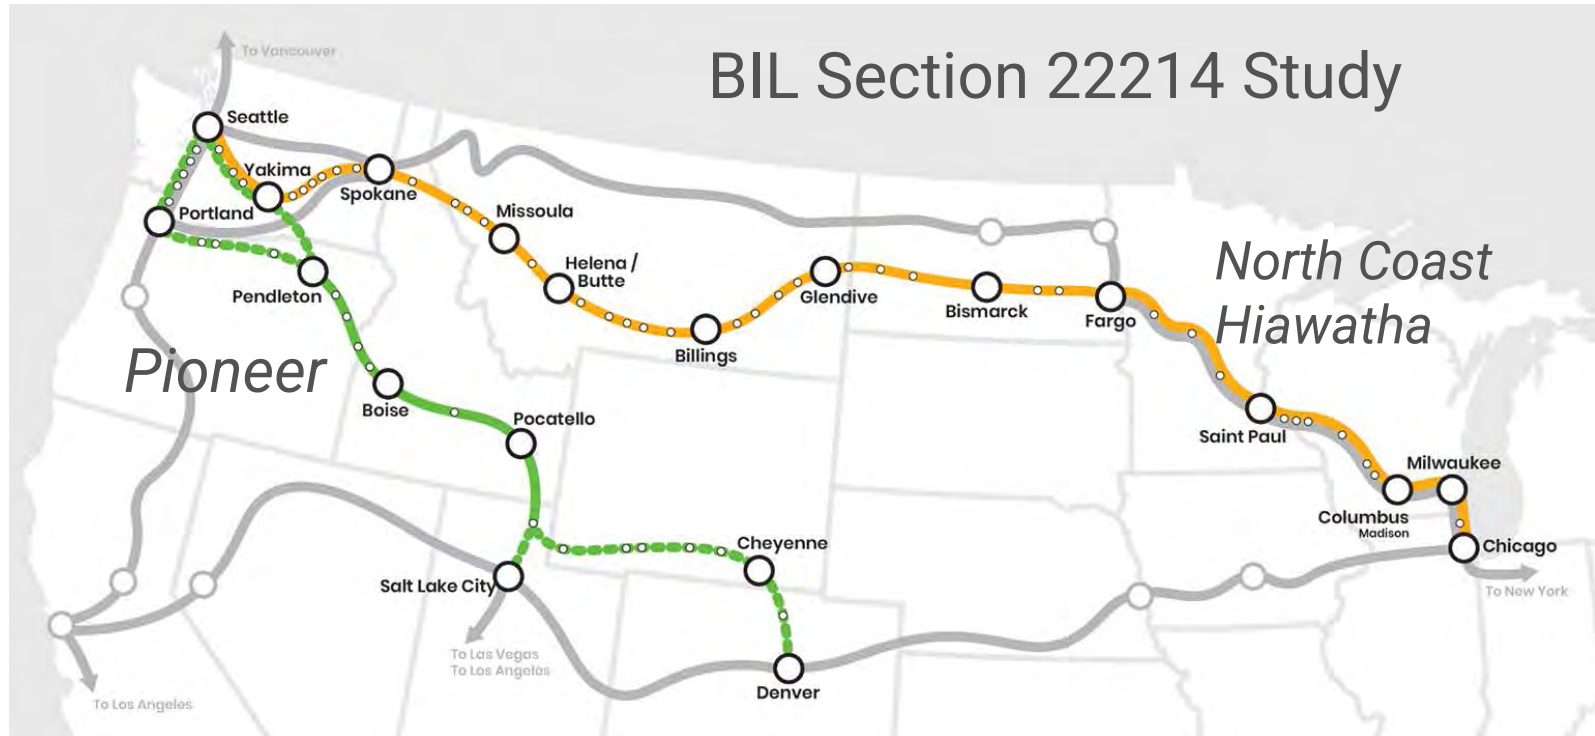 BIL Section 22214 Study
To Vancouver
Seattle
Yakima
Spokane
Portland
Missoula
Helena /
Butte
Pendleton
Glendive
Bismarck
Fargo
North Coast
Hiawatha
Billings
Pioneer
Boise
Pocatello
Saint Paul
Milwaukee
Columbus
Madison
Cheyenne
Chicago
Salt Lake City
To New York
To Las Vegas
To Los Angeles
Denver
To Los Angeles